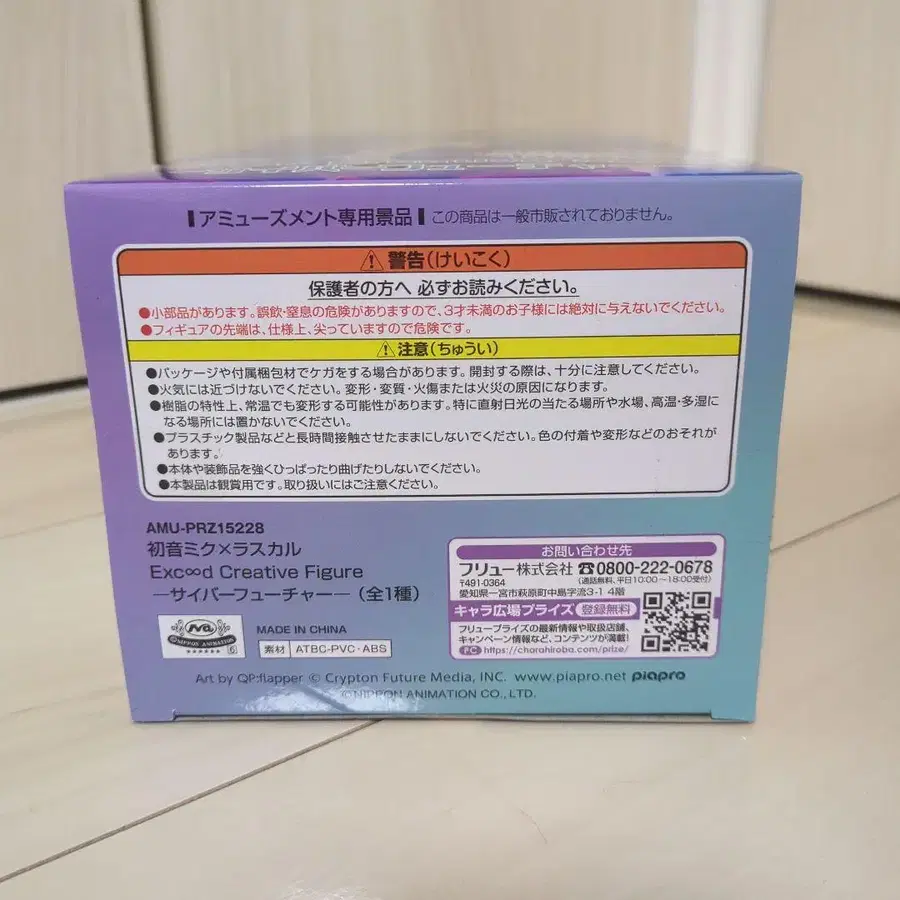 アミューズメント専用景品 この商品は一般市販されておりません。
⚠警告(けいこく)
保護者の方へ 必ずお読みください。
●小部品があります。誤飲・窒息の危険がありますので、3才未満のお子様には絶対に与えないでください。
●フィギュアの先端は、仕様上、尖っていますので危険です。
⚠注意(ちゅうい)
●パッケージや付属梱包材でケガをする場合があります。開封する際は、十分に注意してください。
●火気には近づけないでください。変形・変質・火傷または火災の原因になります。
●樹脂の特性上、常温でも変形する可能性があります。特に直射日光の当たる場所や水場、高温・多湿に
なる場所には置かないでください。
●プラスチック製品などと長時間接触させたままにしないでください。色の付着や変形などのおそれが
あります。
●本体や装飾品を強くひっぱったり曲げたりしないでください。
●本製品は観賞用です。取り扱いにはご注意ください。
AMU-PRZ15228
初音ミク×ラスカル
Exc∞d Creative Figure
―サイバーフューチャー―(全1種)
NIPPON ANIMATION
MADE IN CHINA
素材 ATBC-PVC・ABS
お問い合わせ先
フリュー株式会社 ☎0800-222-0678
〒491-0364 (通話無料、平日10:00～18:00受付)
愛知県一宮市萩原町中島字流3-1 4階
キャラ広場プライズ 登録無料
フリュープライズの最新情報や取扱店舗、
キャンペーン情報など、コンテンツが満載!
PC https://charahiroba.com/prize/
Art by QP:flapper © Crypton Future Media, INC. www.piapro.net piapro
©NIPPON ANIMATION CO., LTD.